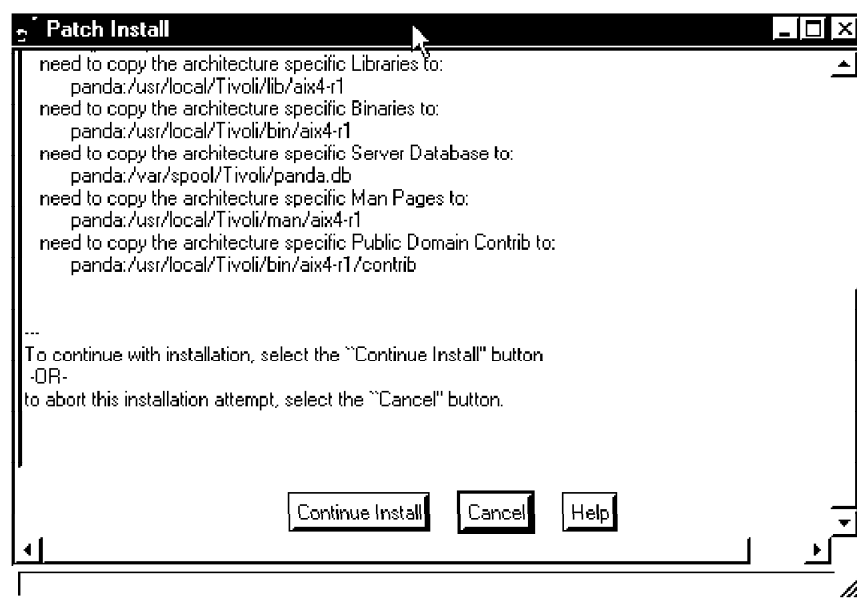 Patch Install
need to copy the architecture specific Libraries to:
panda:/usr/local/Tivoli/lib/aix4-r1
need to copy the architecture specific Binaries to:
panda:/usr/local/Tivoli/bin/aix4-r1
need to copy the architecture specific Server Database to:
panda:/var/spool/Tivoli/panda.db
need to copy the architecture specific Man Pages to:
panda:/usr/local/Tivoli/man/aix4-r1
need to copy the architecture specific Public Domain Contrib to:
panda:/usr/local/Tivoli/bin/aix4-r1/contrib
---
To continue with installation, select the ``Continue Install'' button
-OR-
to abort this installation attempt, select the ``Cancel'' button.
Continue Install Cancel Help